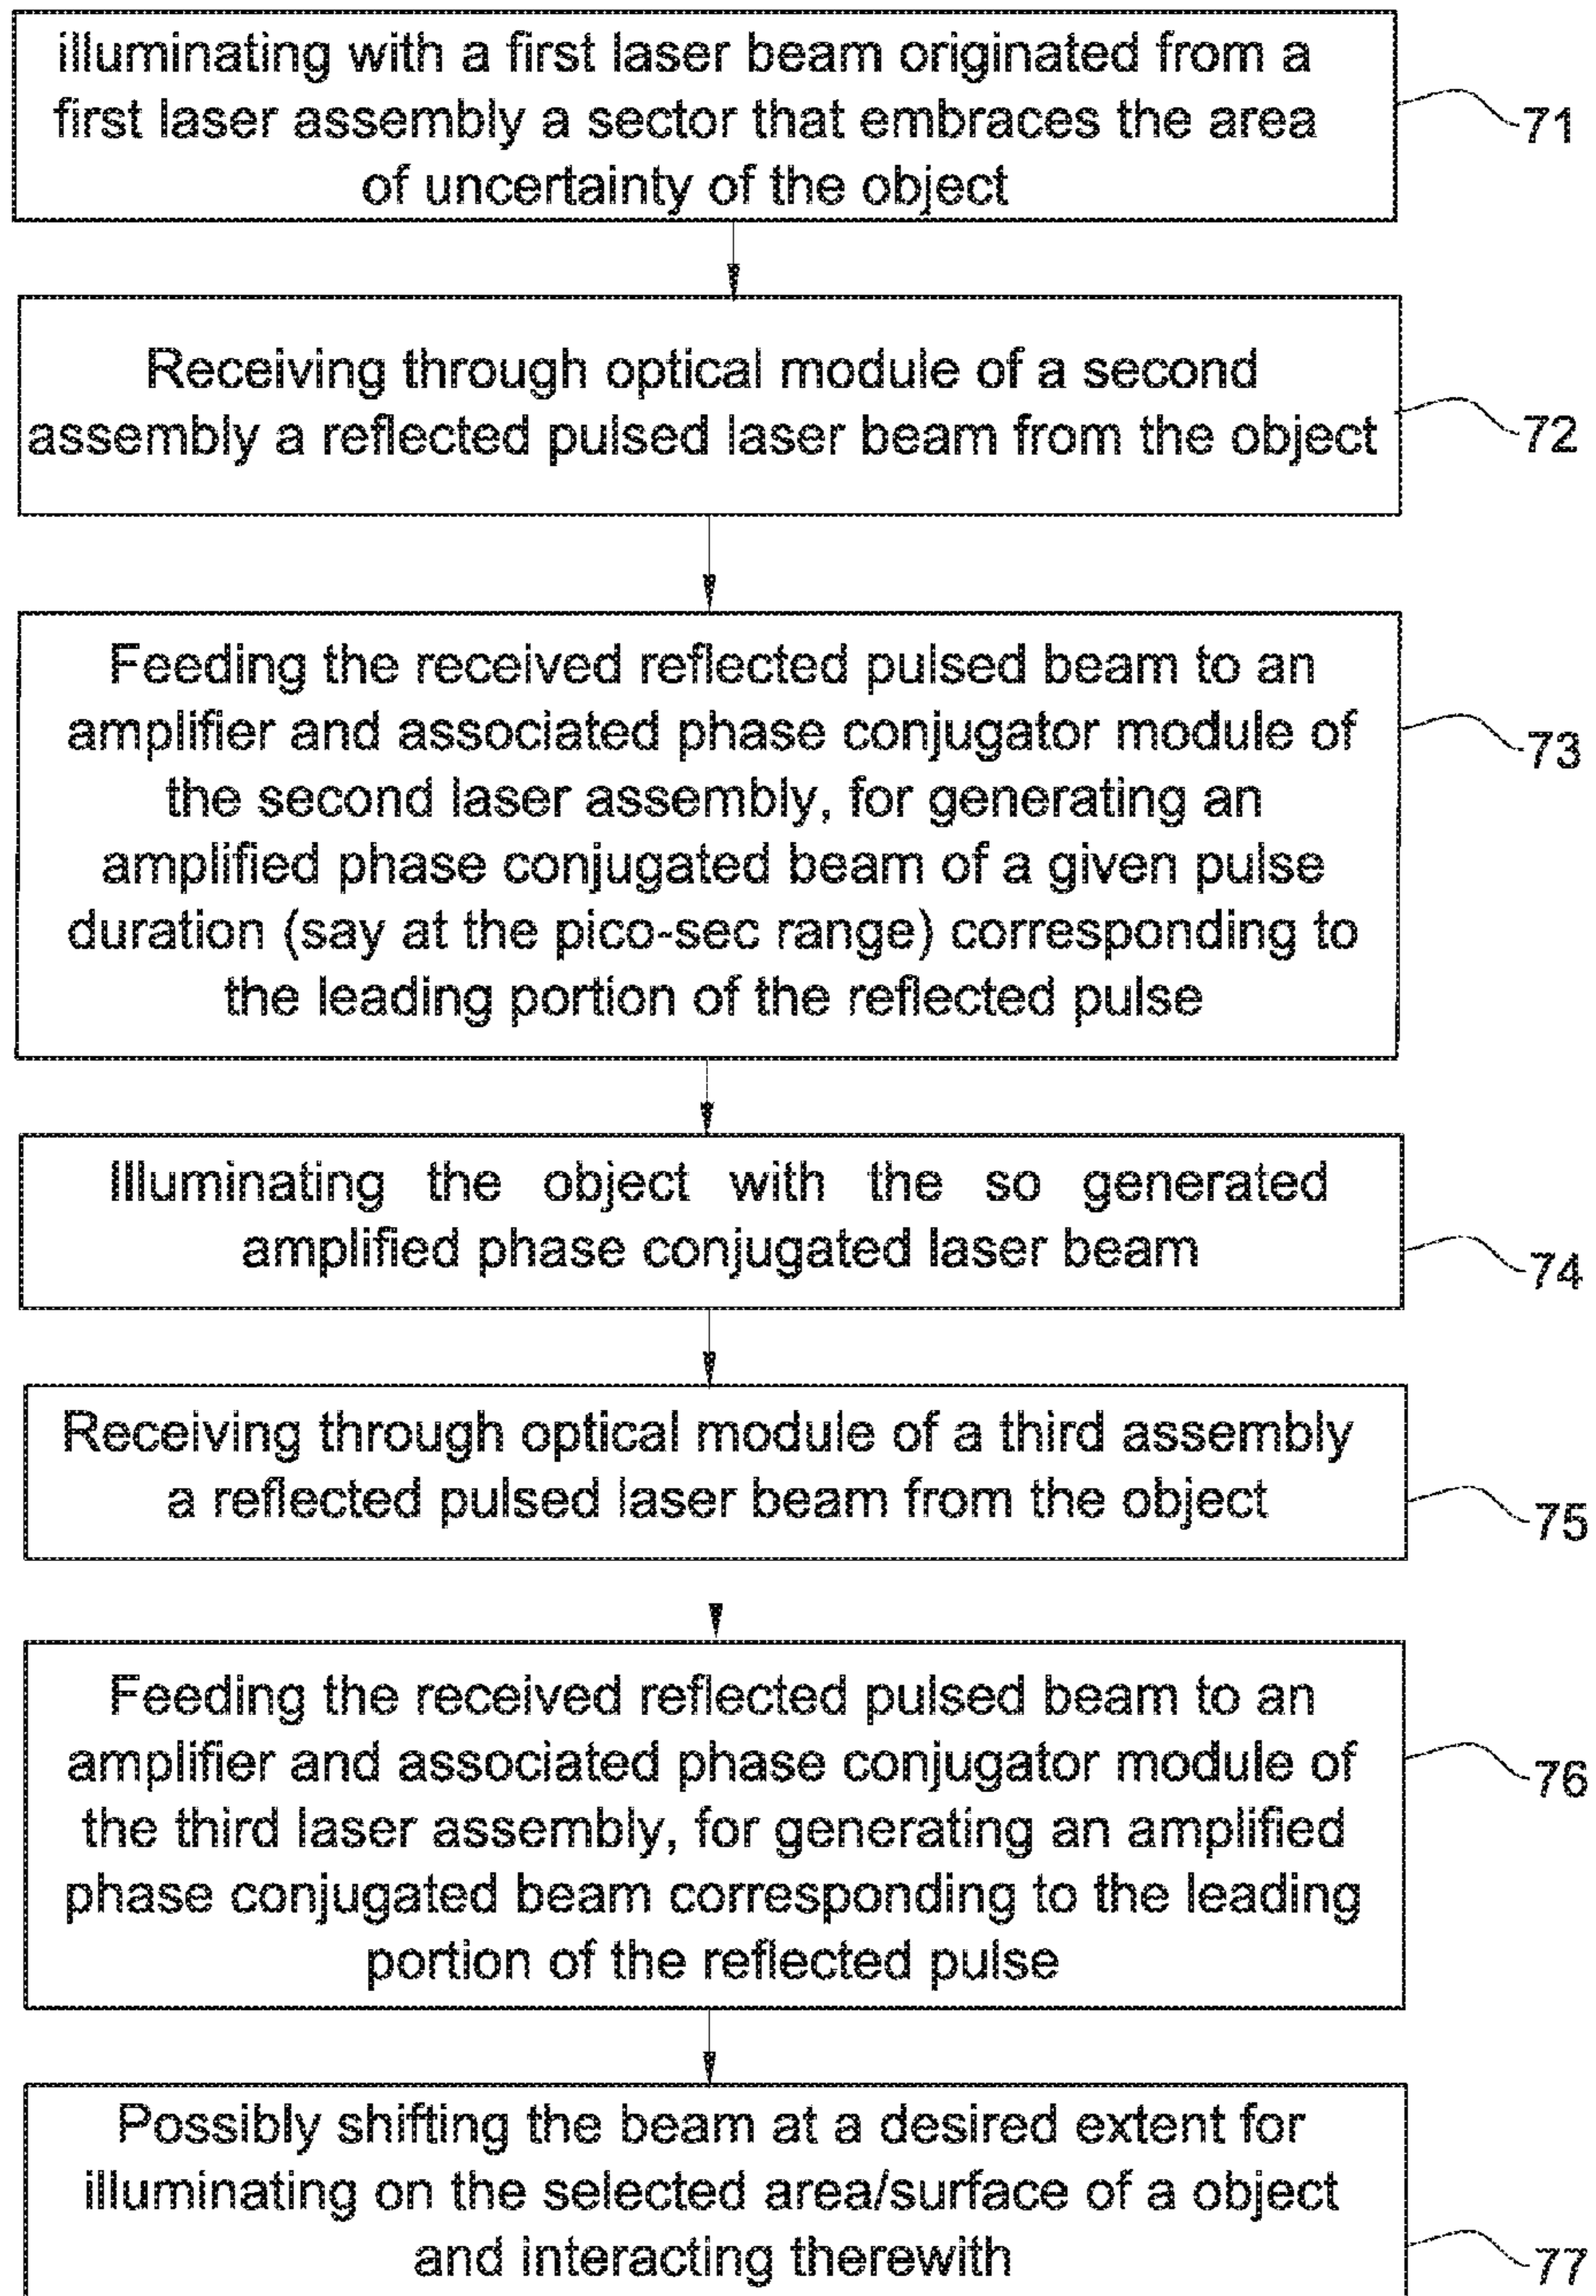 illuminating with a first laser beam originated from a
first laser assembly a sector that embraces the area
of uncertainty of the object
71
Receiving through optical module of a second
assembly a reflected pulsed laser beam from the object
72
Feeding the received reflected pulsed beam to an
amplifier and associated phase conjugator module of
the second laser assembly, for generating an
amplified phase conjugated beam of a given pulse
duration (say at the pico-sec range) corresponding to
the leading portion of the reflected pulse
73
Illuminating the object with the so generated
amplified phase conjugated laser beam
74
Receiving through optical module of a third assembly
a reflected pulsed laser beam from the object
75
Feeding the received reflected pulsed beam to an
amplifier and associated phase conjugator module of
the third laser assembly, for generating an amplified
phase conjugated beam corresponding to the leading
portion of the reflected pulse
76
Possibly shifting the beam at a desired extent for
illuminating on the selected area/surface of a object
and interacting therewith
77